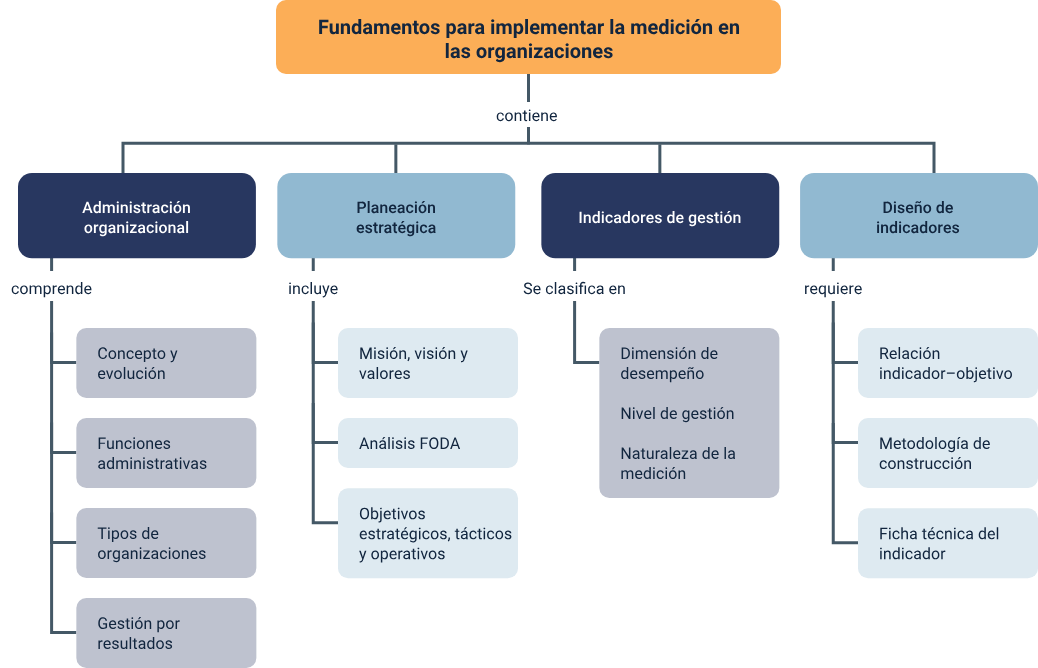 Fundamentos para implementar la medición en
las organizaciones
contiene
Administración
organizacional
Planeación
estratégica
Indicadores de gestión
Diseño de
indicadores
comprende
incluye
Se clasifica en
requiere
Concepto y
evolución
Funciones
administrativas
Tipos de
organizaciones
Gestión por
resultados
Misión, visión y
valores
Análisis FODA
Objetivos
estratégicos, tácticos
y operativos
Dimensión de
desempeño
Nivel de gestión
Naturaleza de la
medición
Relación
indicador–objetivo
Metodología de
construcción
Ficha técnica del
indicador